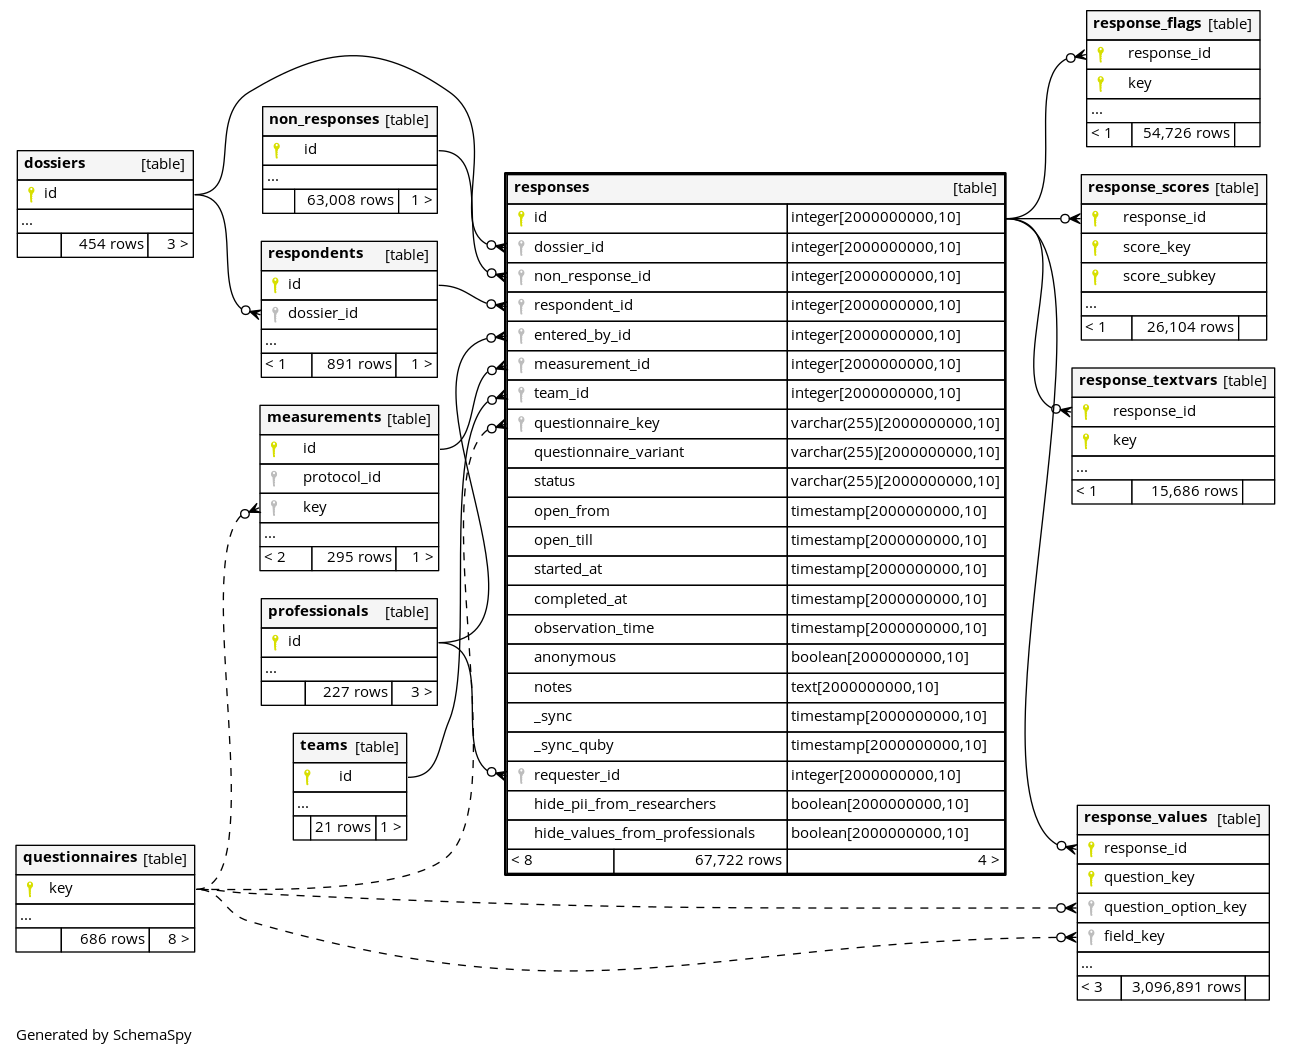 dossiers [table]
id
...
454 rows 3 >
non_responses [table]
id
...
63,008 rows 1 >
respondents [table]
id
dossier_id
...
< 1 891 rows 1 >
measurements [table]
id
protocol_id
key
...
< 2 295 rows 1 >
professionals [table]
id
...
227 rows 3 >
teams [table]
id
...
21 rows 1 >
questionnaires [table]
key
...
686 rows 8 >
responses [table]
id integer[2000000000,10]
dossier_id integer[2000000000,10]
non_response_id integer[2000000000,10]
respondent_id integer[2000000000,10]
entered_by_id integer[2000000000,10]
measurement_id integer[2000000000,10]
team_id integer[2000000000,10]
questionnaire_key varchar(255)[2000000000,10]
questionnaire_variant varchar(255)[2000000000,10]
status varchar(255)[2000000000,10]
open_from timestamp[2000000000,10]
open_till timestamp[2000000000,10]
started_at timestamp[2000000000,10]
completed_at timestamp[2000000000,10]
observation_time timestamp[2000000000,10]
anonymous boolean[2000000000,10]
notes text[2000000000,10]
_sync timestamp[2000000000,10]
_sync_quby timestamp[2000000000,10]
requester_id integer[2000000000,10]
hide_pii_from_researchers boolean[2000000000,10]
hide_values_from_professionals boolean[2000000000,10]
< 8 67,722 rows 4 >
response_flags [table]
response_id
key
...
< 1 54,726 rows
response_scores [table]
response_id
score_key
score_subkey
...
< 1 26,104 rows
response_textvars [table]
response_id
key
...
< 1 15,686 rows
response_values [table]
response_id
question_key
question_option_key
field_key
...
< 3 3,096,891 rows
Generated by SchemaSpy